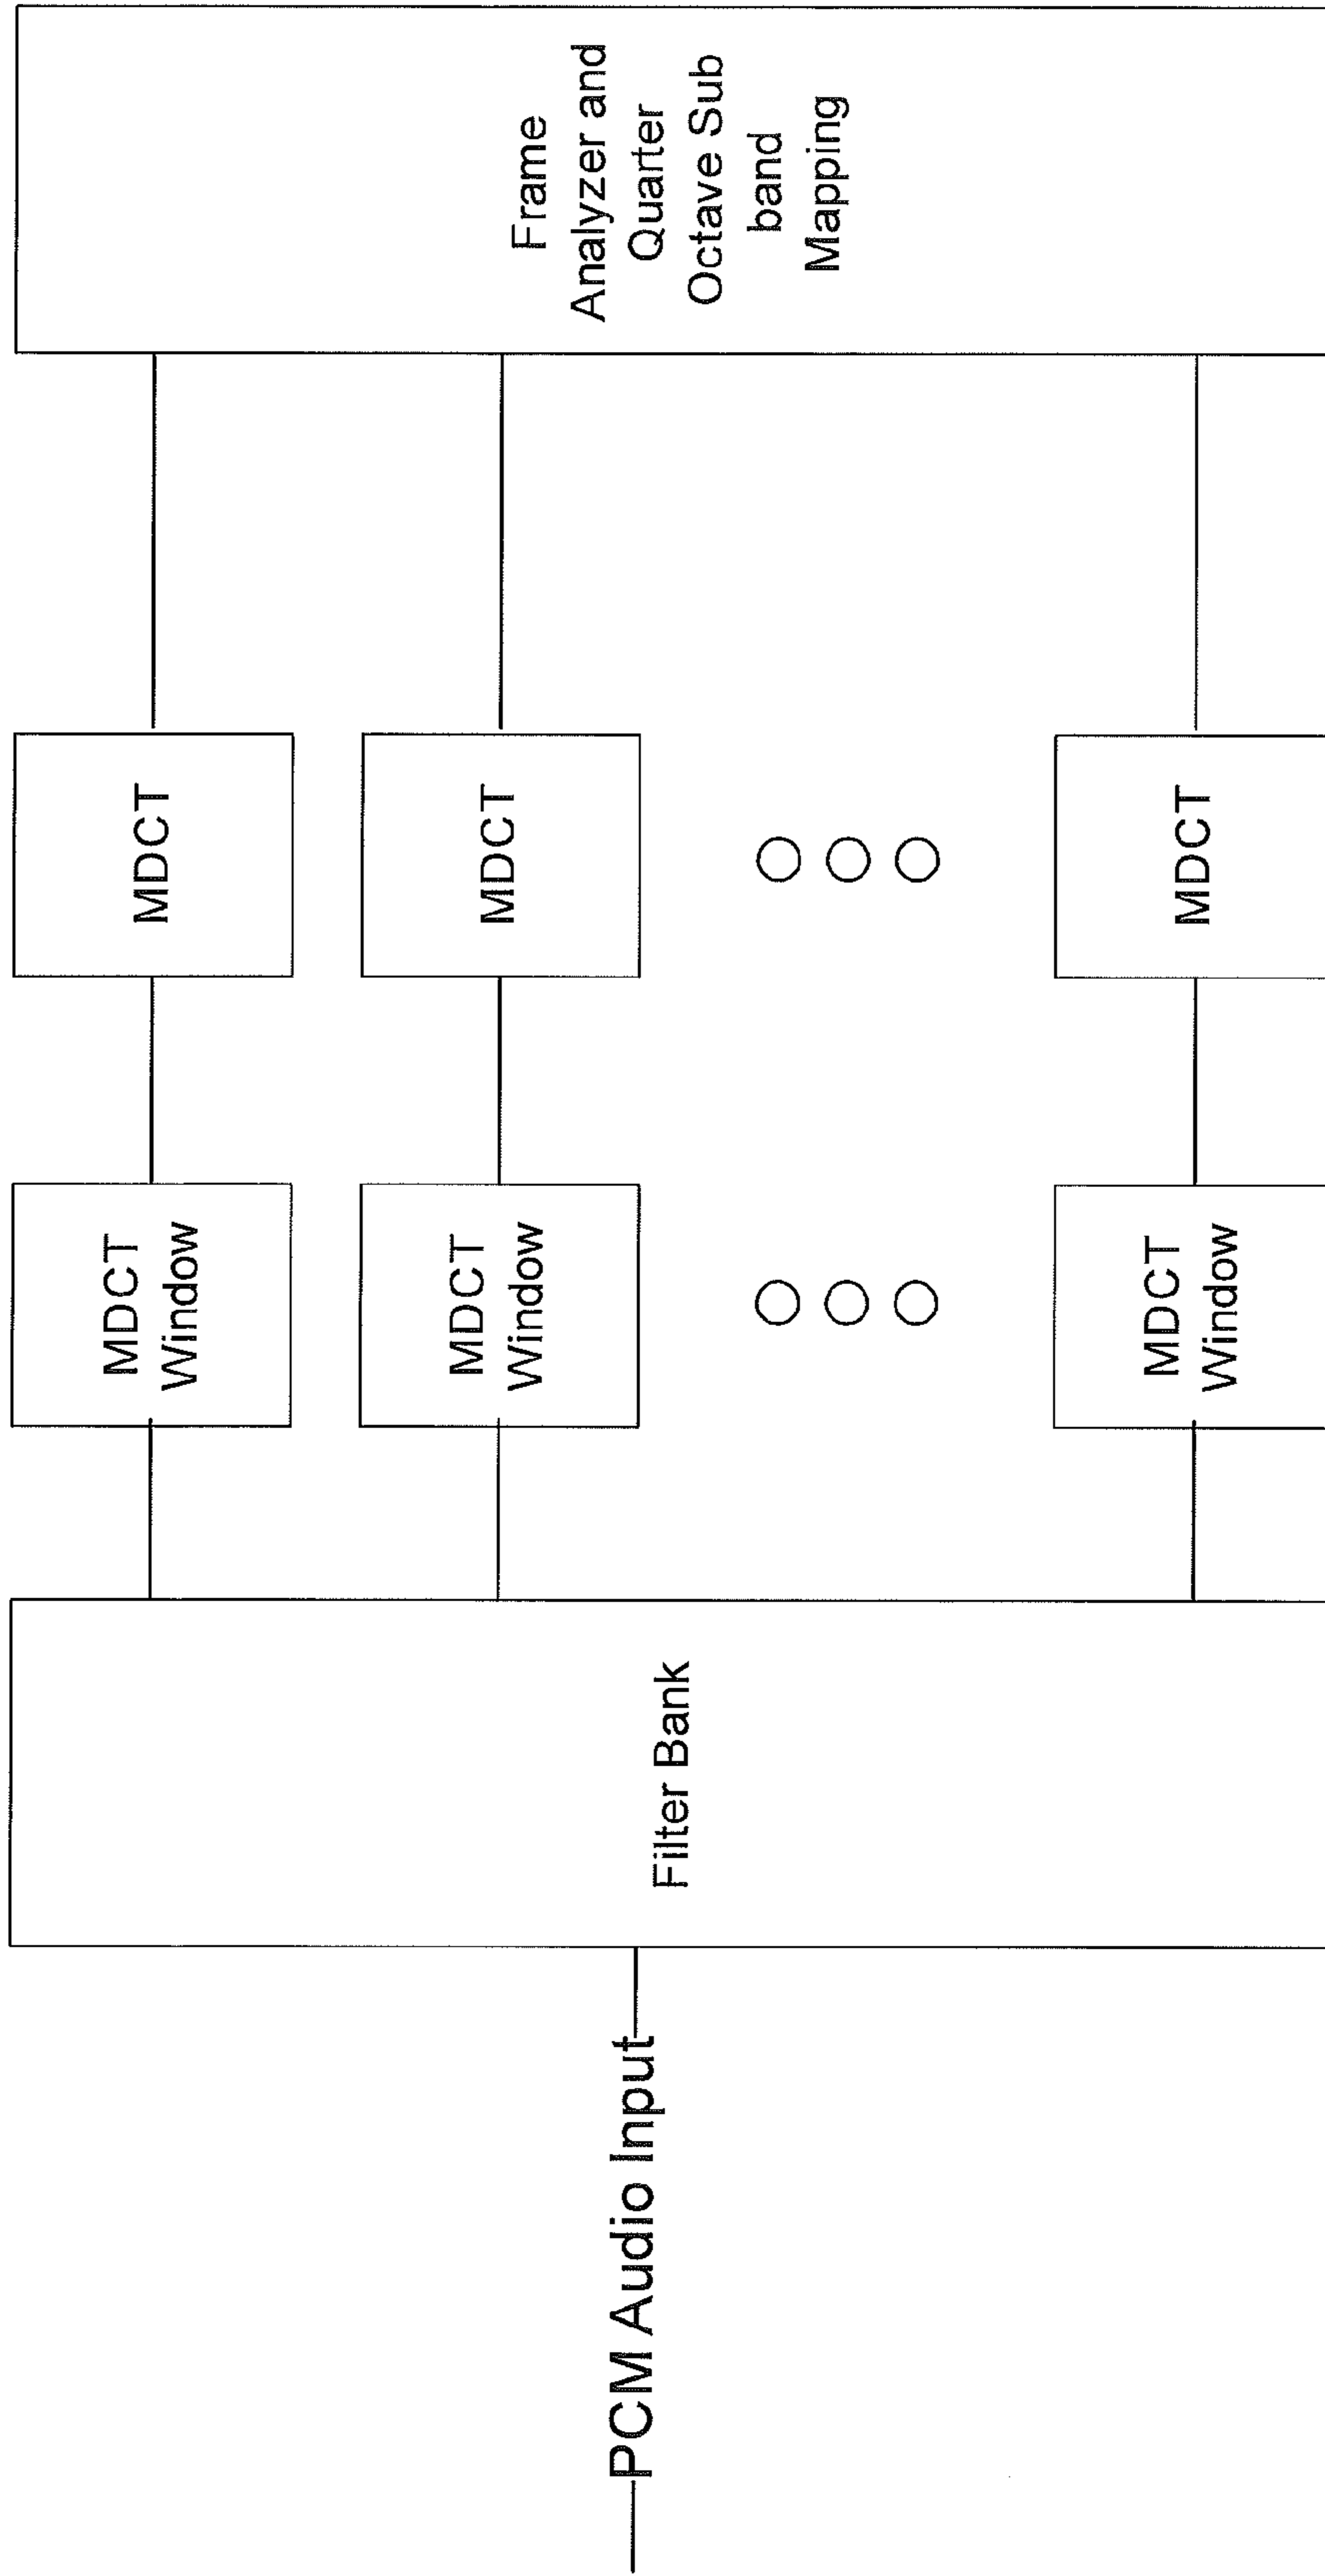 PCM Audio Input
Filter Bank
MDCT
Window
MDCT
Window
MDCT
Window
MDCT
MDCT
MDCT
Frame
Analyzer and
Quarter
Octave Sub
band
Mapping